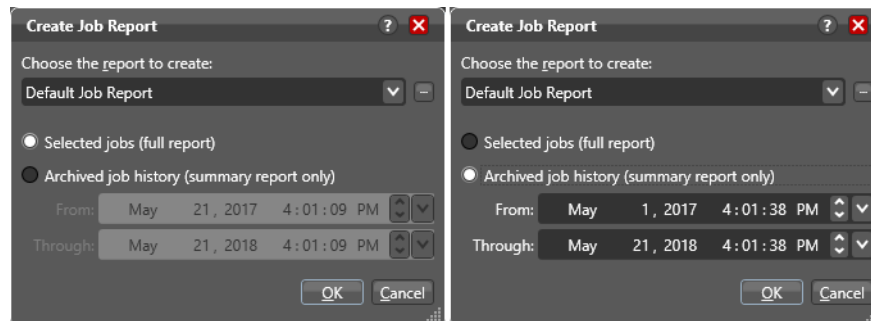 Create Job Report ?
Choose the report to create:
Default Job Report
Selected jobs (full report)
Archived job history (summary report only)
From: May 21, 2017 4:01:09 PM
Through: May 21, 2018 4:01:09 PM
OK Cancel
Create Job Report ?
Choose the report to create:
Default Job Report
Selected jobs (full report)
Archived job history (summary report only)
From: May 1, 2017 4:01:38 PM
Through: May 21, 2018 4:01:38 PM
OK Cancel